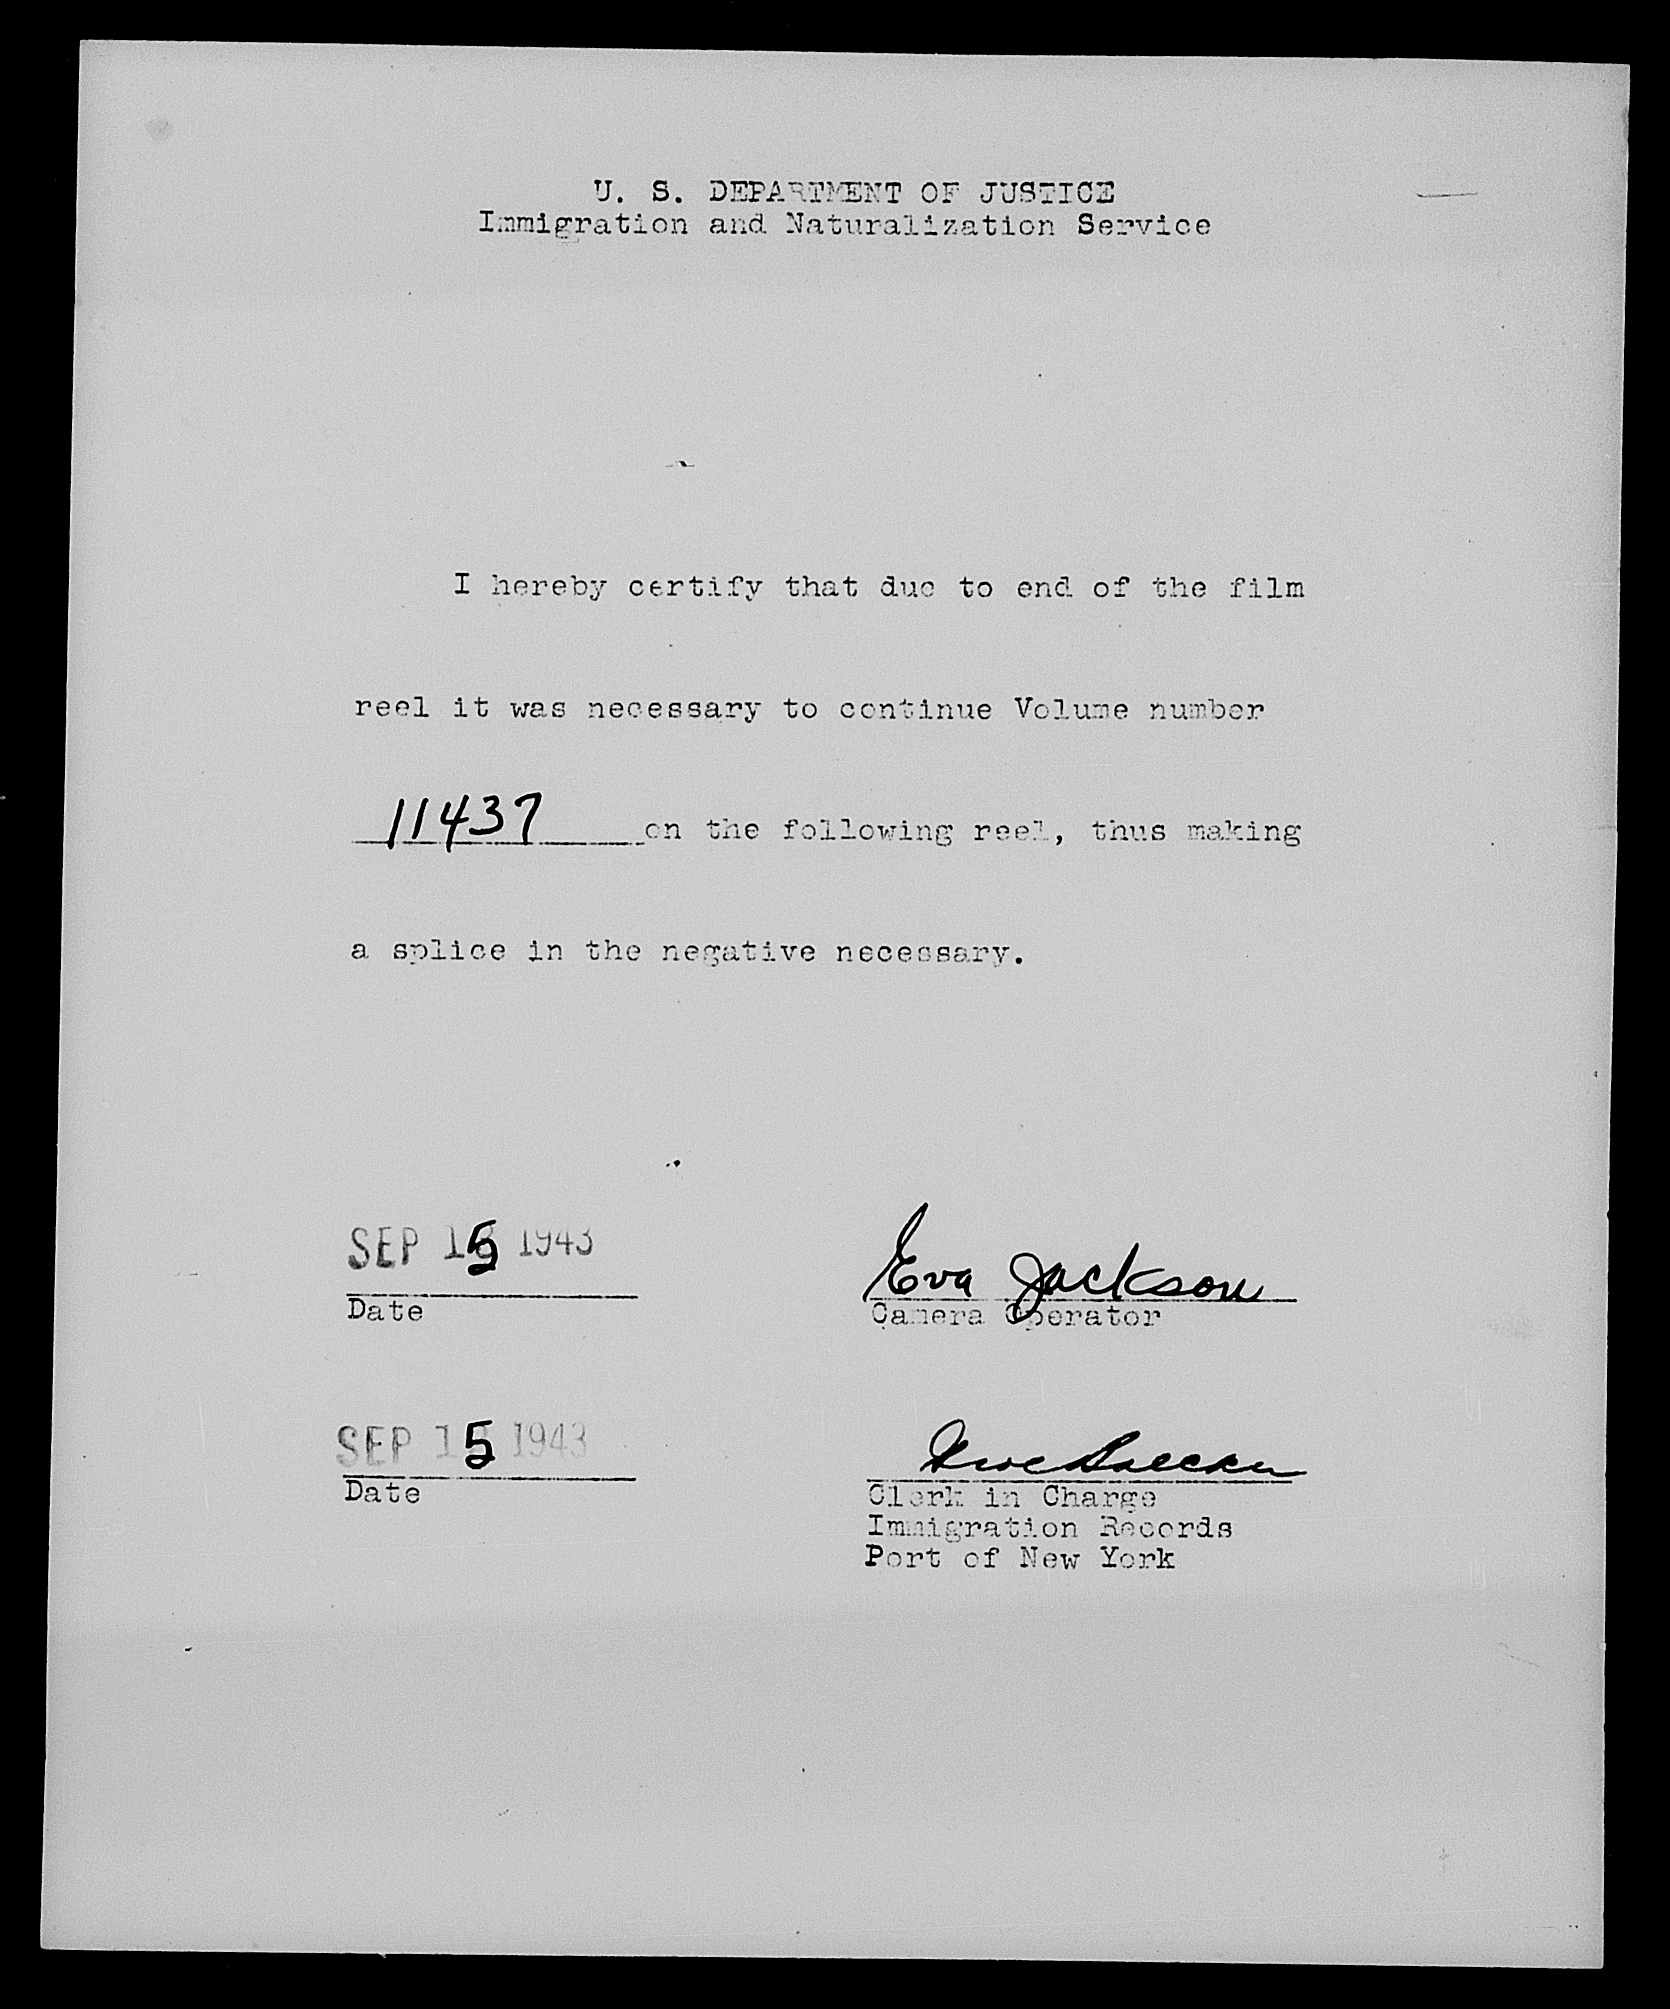 U. S. DEPARTMENT OF JUSTICE
Immigration and Naturalization Service
I hereby certify that due to end of the film
reel it was necessary to continue Volume number
11437 on the following reel, thus making
a splice in the negative necessary.
SEP 15 1943
Date
Eva Jackson
Camera Operator
SEP 15 1943
Date
Clerk in Charge
Immigration Records
Port of New York